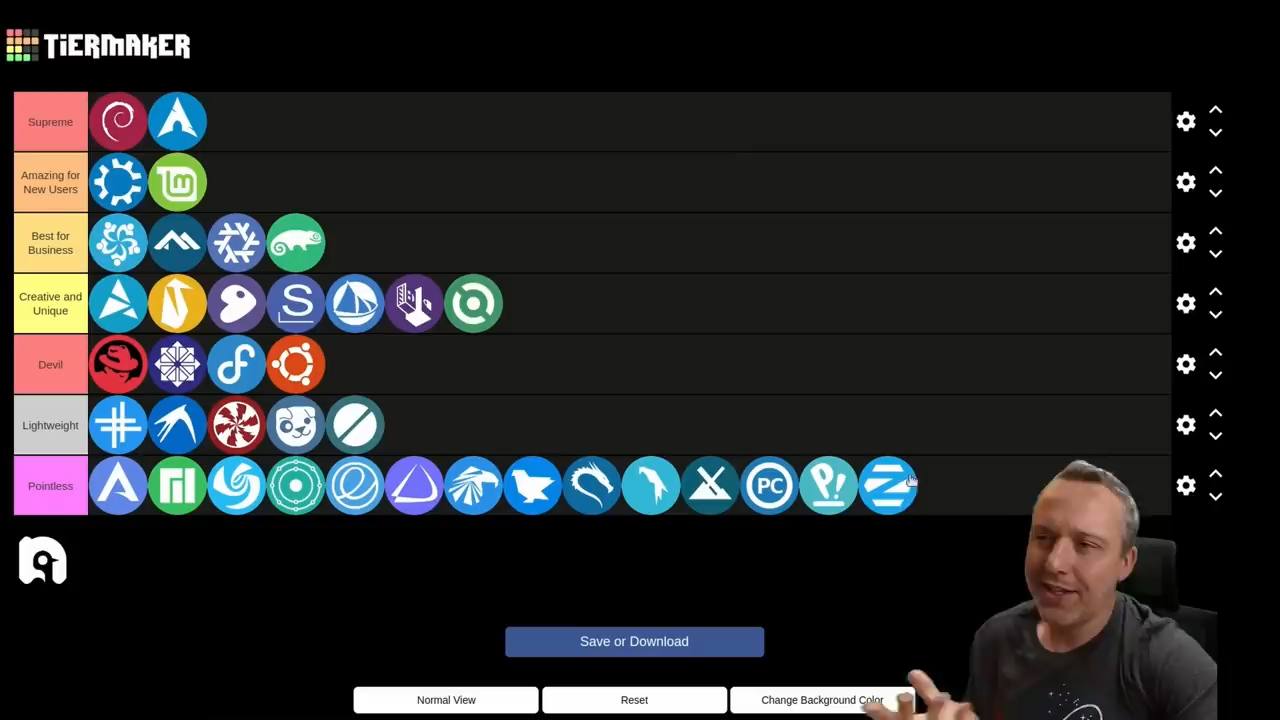 TiERMAKER
Supreme
Amazing for
New Users
Best for
Business
Creative and
Unique
S
Devil
Lightweight
Pointless
PC
P!
Save or Download
Normal View
Reset
Change Background Color